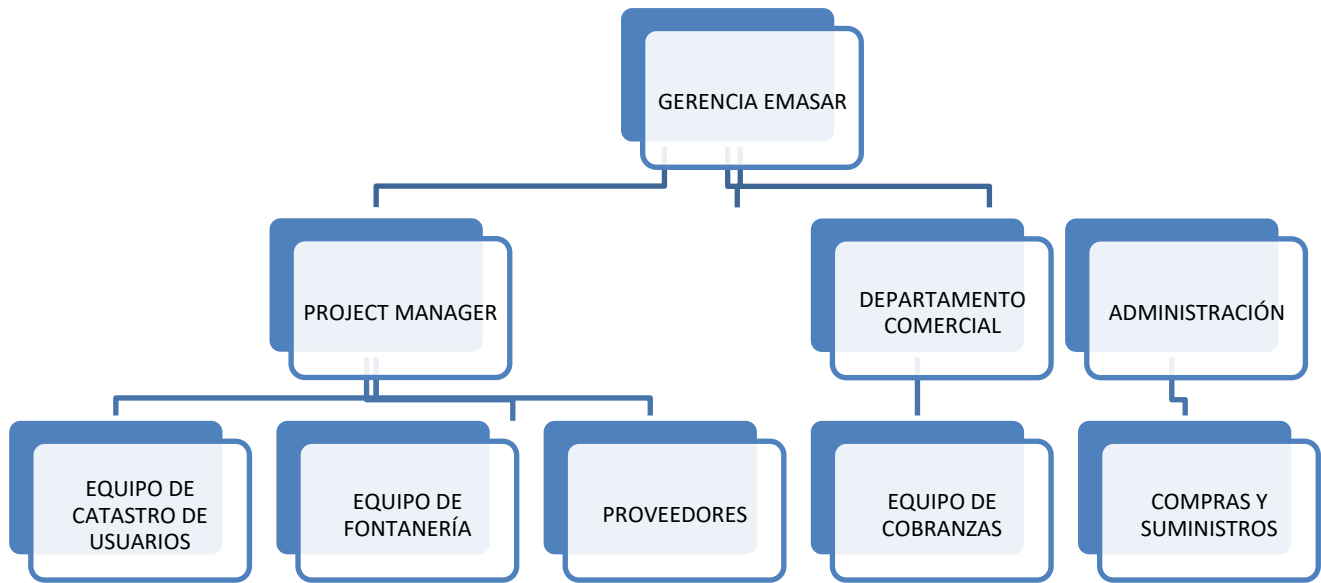 GERENCIA EMASAR
PROJECT MANAGER
DEPARTAMENTO
COMERCIAL
ADMINISTRACIÓN
EQUIPO DE
CATASTRO DE
USUARIOS
EQUIPO DE
FONTANERÍA
PROVEEDORES
EQUIPO DE
COBRANZAS
COMPRAS Y
SUMINISTROS